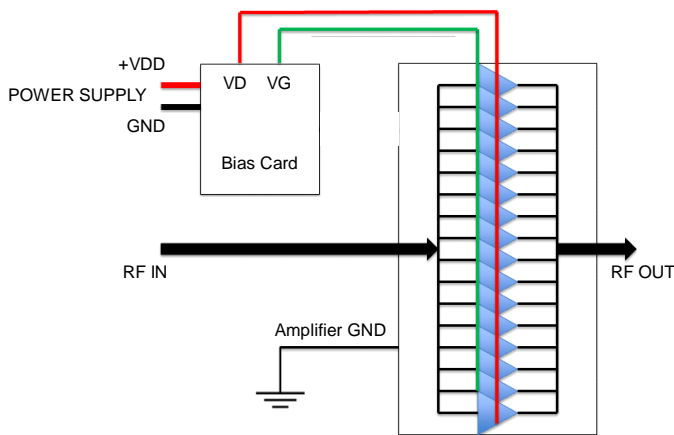 +VDD
VD VG
POWER SUPPLY
GND
Bias Card
RF IN
RF OUT
Amplifier GND